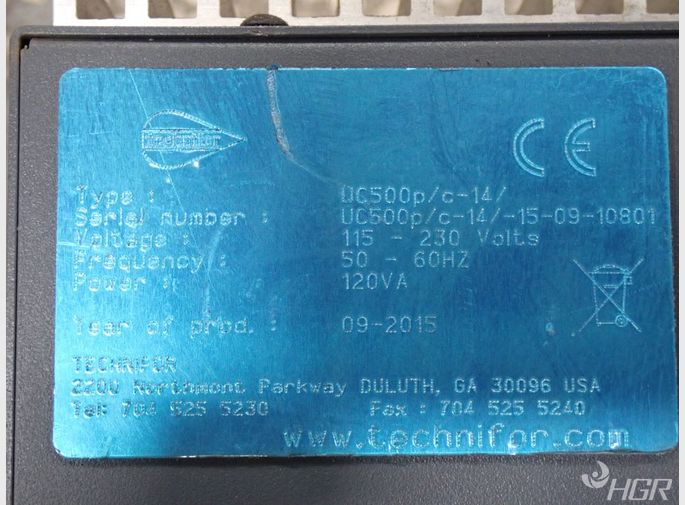 technifor
CE
Type : UC500p/c-14/
Serial number : UC500p/c-14/-15-09-10801
Voltage : 115 - 230 Volts
Frequency : 50 - 60HZ
Power : 120VA
Year of prod. : 09-2015
TECHNIFOR
2200 Northmont Parkway DULUTH, GA 30096 USA
Tel: 704 525 5230 Fax : 704 525 5240
www.technifor.com
HGR